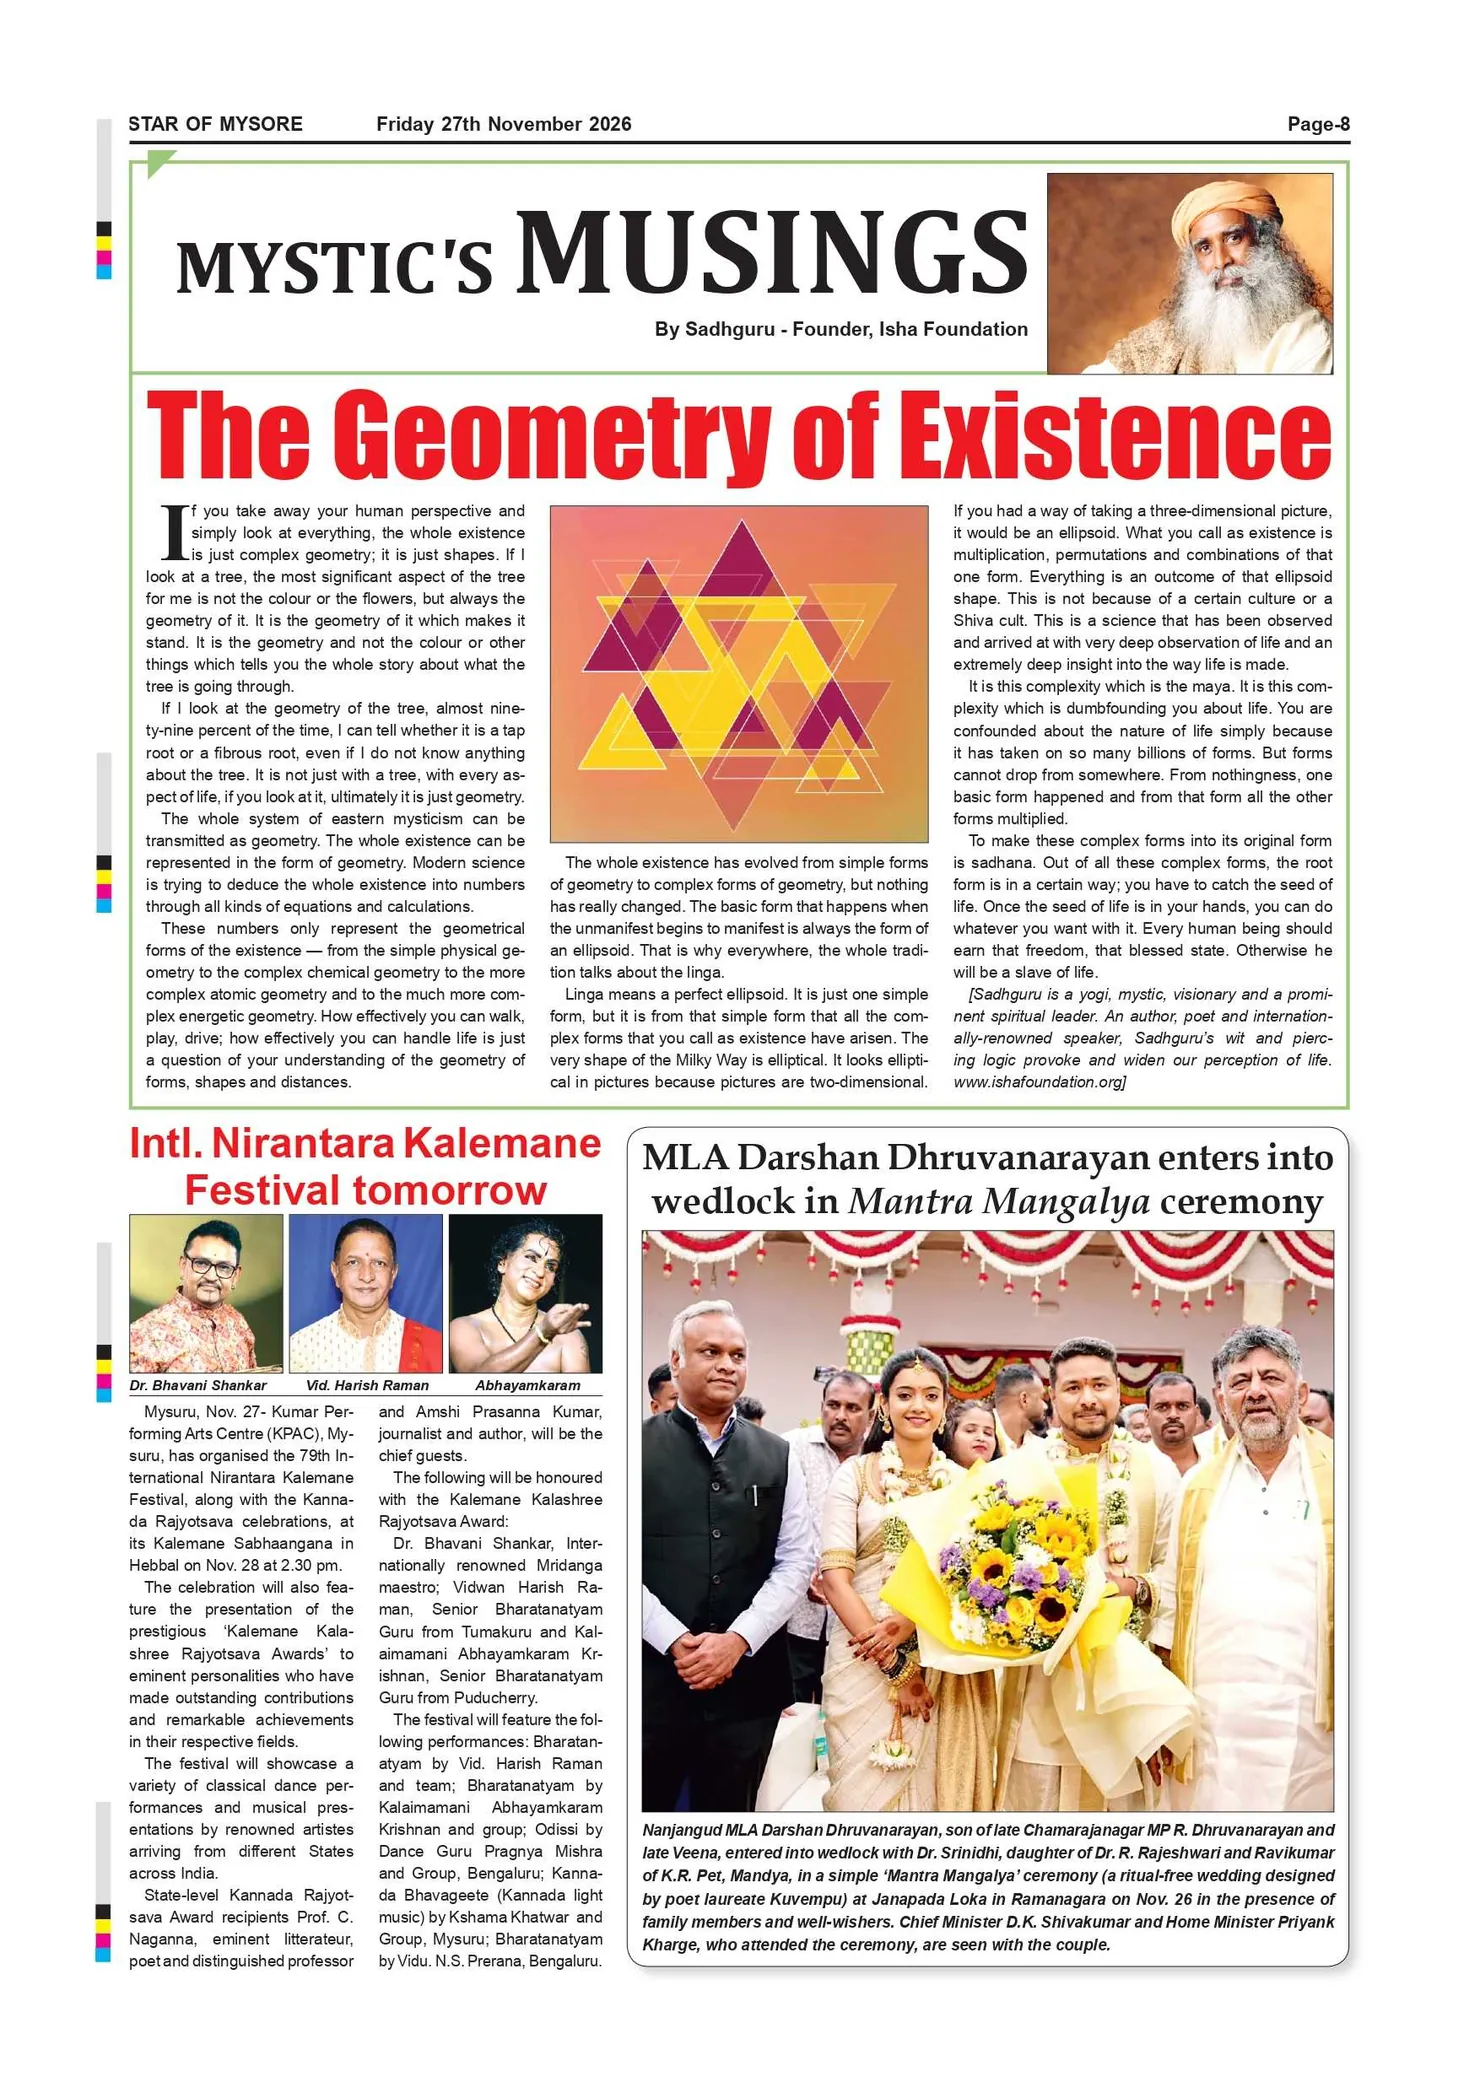 STAR OF MYSORE Friday 27th November 2026 Page-8
MYSTIC'S MUSINGS
By Sadhguru - Founder, Isha Foundation
The Geometry of Existence
If you take away your human perspective and
simply look at everything, the whole existence
is just complex geometry; it is just shapes. If I
look at a tree, the most significant aspect of the tree
for me is not the colour or the flowers, but always the
geometry of it. It is the geometry of it which makes it
stand. It is the geometry and not the colour or other
things which tells you the whole story about what the
tree is going through.
If I look at the geometry of the tree, almost nine-
ty-nine percent of the time, I can tell whether it is a tap
root or a fibrous root, even if I do not know anything
about the tree. It is not just with a tree, with every as-
pect of life, if you look at it, ultimately it is just geometry.
The whole system of eastern mysticism can be
transmitted as geometry. The whole existence can be
represented in the form of geometry. Modern science
is trying to deduce the whole existence into numbers
through all kinds of equations and calculations.
These numbers only represent the geometrical
forms of the existence — from the simple physical ge-
ometry to the complex chemical geometry to the more
complex atomic geometry and to the much more com-
plex energetic geometry. How effectively you can walk,
play, drive; how effectively you can handle life is just
a question of your understanding of the geometry of
forms, shapes and distances.
The whole existence has evolved from simple forms
of geometry to complex forms of geometry, but nothing
has really changed. The basic form that happens when
the unmanifest begins to manifest is always the form of
an ellipsoid. That is why everywhere, the whole tradi-
tion talks about the linga.
Linga means a perfect ellipsoid. It is just one simple
form, but it is from that simple form that all the com-
plex forms that you call as existence have arisen. The
very shape of the Milky Way is elliptical. It looks ellipti-
cal in pictures because pictures are two-dimensional.
If you had a way of taking a three-dimensional picture,
it would be an ellipsoid. What you call as existence is
multiplication, permutations and combinations of that
one form. Everything is an outcome of that ellipsoid
shape. This is not because of a certain culture or a
Shiva cult. This is a science that has been observed
and arrived at with very deep observation of life and an
extremely deep insight into the way life is made.
It is this complexity which is the maya. It is this com-
plexity which is dumbfounding you about life. You are
confounded about the nature of life simply because
it has taken on so many billions of forms. But forms
cannot drop from somewhere. From nothingness, one
basic form happened and from that form all the other
forms multiplied.
To make these complex forms into its original form
is sadhana. Out of all these complex forms, the root
form is in a certain way; you have to catch the seed of
life. Once the seed of life is in your hands, you can do
whatever you want with it. Every human being should
earn that freedom, that blessed state. Otherwise he
will be a slave of life.
[Sadhguru is a yogi, mystic, visionary and a promi-
nent spiritual leader. An author, poet and internation-
ally-renowned speaker, Sadhguru's wit and pierc-
ing logic provoke and widen our perception of life.
www.ishafoundation.org]
Intl. Nirantara Kalemane
Festival tomorrow
Dr. Bhavani Shankar Vid. Harish Raman Abhayamkaram
Mysuru, Nov. 27- Kumar Per-
forming Arts Centre (KPAC), My-
suru, has organised the 79th In-
ternational Nirantara Kalemane
Festival, along with the Kanna-
da Rajyotsava celebrations, at
its Kalemane Sabhaangana in
Hebbal on Nov. 28 at 2.30 pm.
The celebration will also fea-
ture the presentation of the
prestigious 'Kalemane Kala-
shree Rajyotsava Awards' to
eminent personalities who have
made outstanding contributions
and remarkable achievements
in their respective fields.
The festival will showcase a
variety of classical dance per-
formances and musical pres-
entations by renowned artistes
arriving from different States
across India.
State-level Kannada Rajyot-
sava Award recipients Prof. C.
Naganna, eminent litterateur,
poet and distinguished professor
and Amshi Prasanna Kumar,
journalist and author, will be the
chief guests.
The following will be honoured
with the Kalemane Kalashree
Rajyotsava Award:
Dr. Bhavani Shankar, Inter-
nationally renowned Mridanga
maestro; Vidwan Harish Ra-
man, Senior Bharatanatyam
Guru from Tumakuru and Kal-
aimamani Abhayamkaram Kr-
ishnan, Senior Bharatanatyam
Guru from Puducherry.
The festival will feature the fol-
lowing performances: Bharatan-
atyam by Vid. Harish Raman
and team; Bharatanatyam by
Kalaimamani Abhayamkaram
Krishnan and group; Odissi by
Dance Guru Pragnya Mishra
and Group, Bengaluru; Kanna-
da Bhavageete (Kannada light
music) by Kshama Khatwar and
Group, Mysuru; Bharatanatyam
by Vidu. N.S. Prerana, Bengaluru.
MLA Darshan Dhruvanarayan enters into
wedlock in Mantra Mangalya ceremony
Nanjangud MLA Darshan Dhruvanarayan, son of late Chamarajanagar MP R. Dhruvanarayan and
late Veena, entered into wedlock with Dr. Srinidhi, daughter of Dr. R. Rajeshwari and Ravikumar
of K.R. Pet, Mandya, in a simple 'Mantra Mangalya' ceremony (a ritual-free wedding designed
by poet laureate Kuvempu) at Janapada Loka in Ramanagara on Nov. 26 in the presence of
family members and well-wishers. Chief Minister D.K. Shivakumar and Home Minister Priyank
Kharge, who attended the ceremony, are seen with the couple.